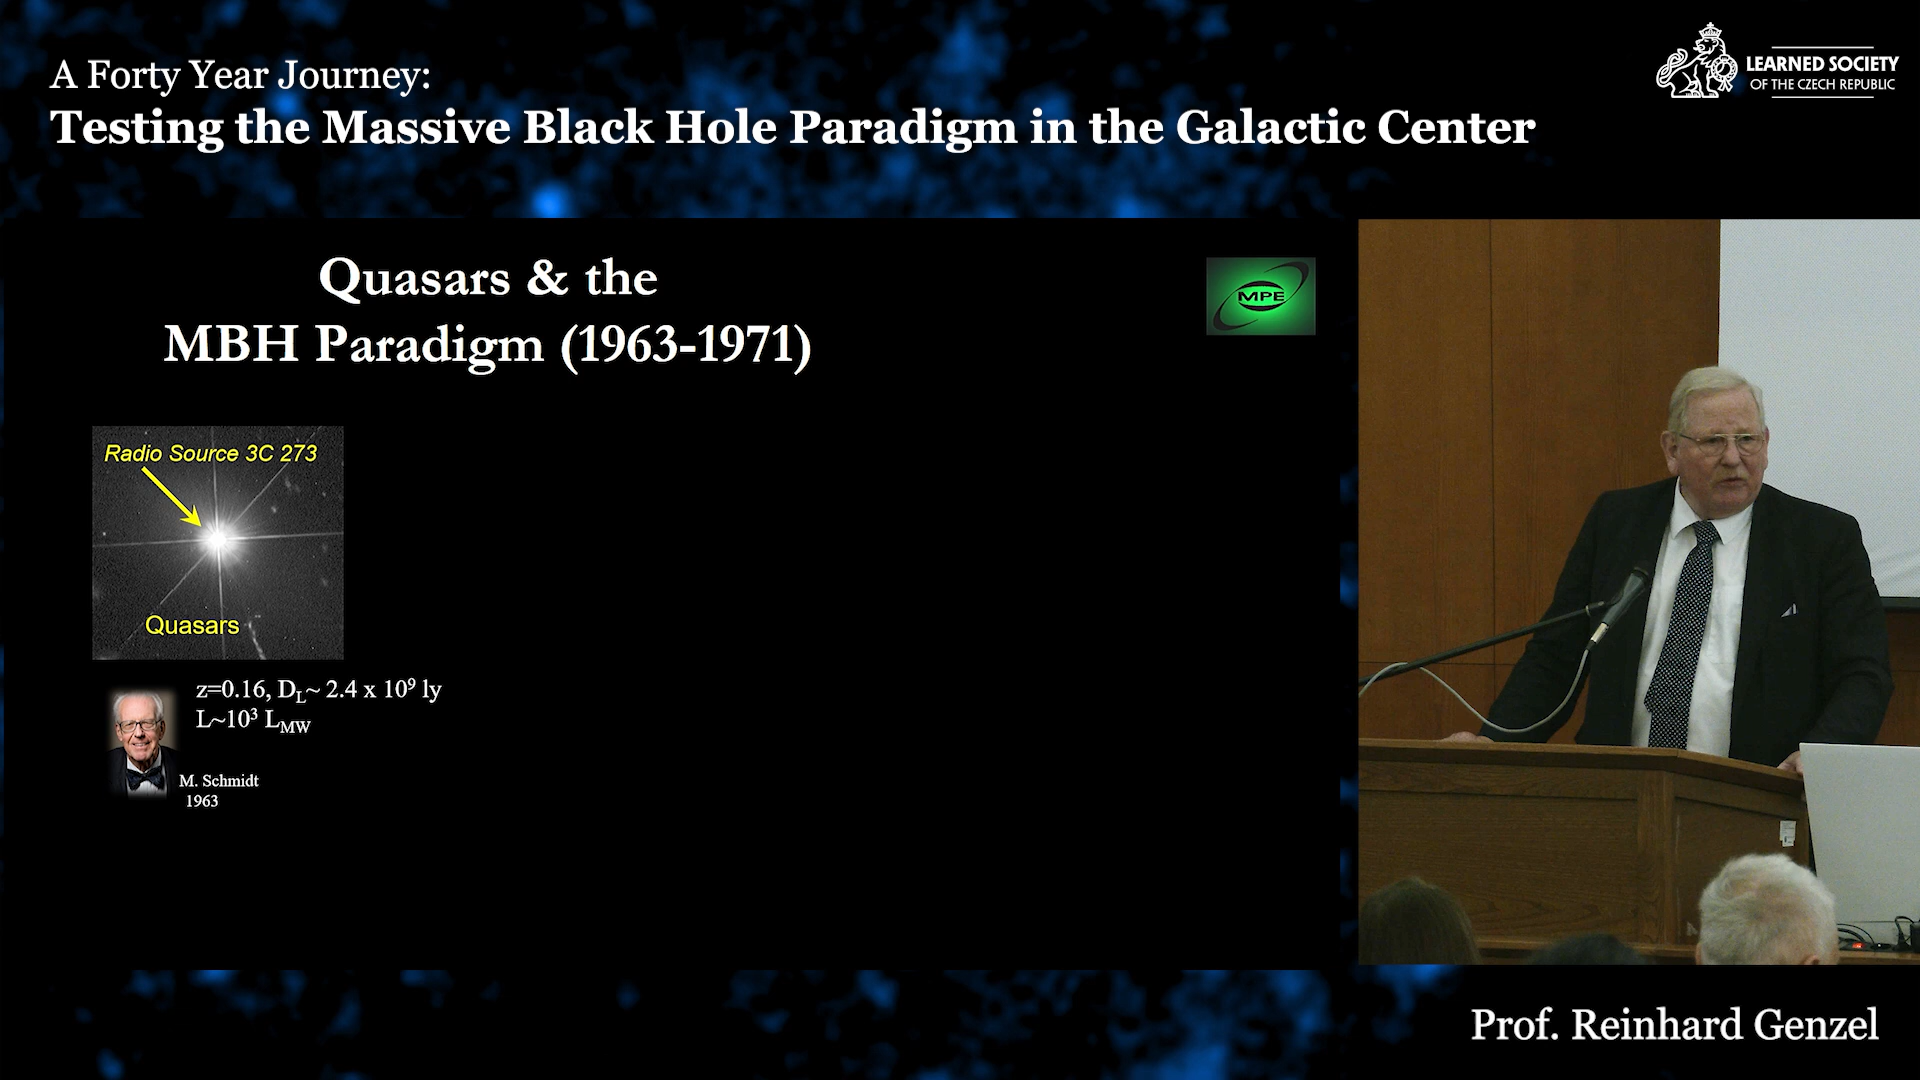 A Forty Year Journey:
Testing the Massive Black Hole Paradigm in the Galactic Center
LEARNED SOCIETY
OF THE CZECH REPUBLIC
Quasars & the
MBH Paradigm (1963-1971)
MPE
Radio Source 3C 273
Quasars
z=0.16, D_L~ 2.4 x 10⁹ ly
L~10³ L_MW
M. Schmidt
1963
Prof. Reinhard Genzel